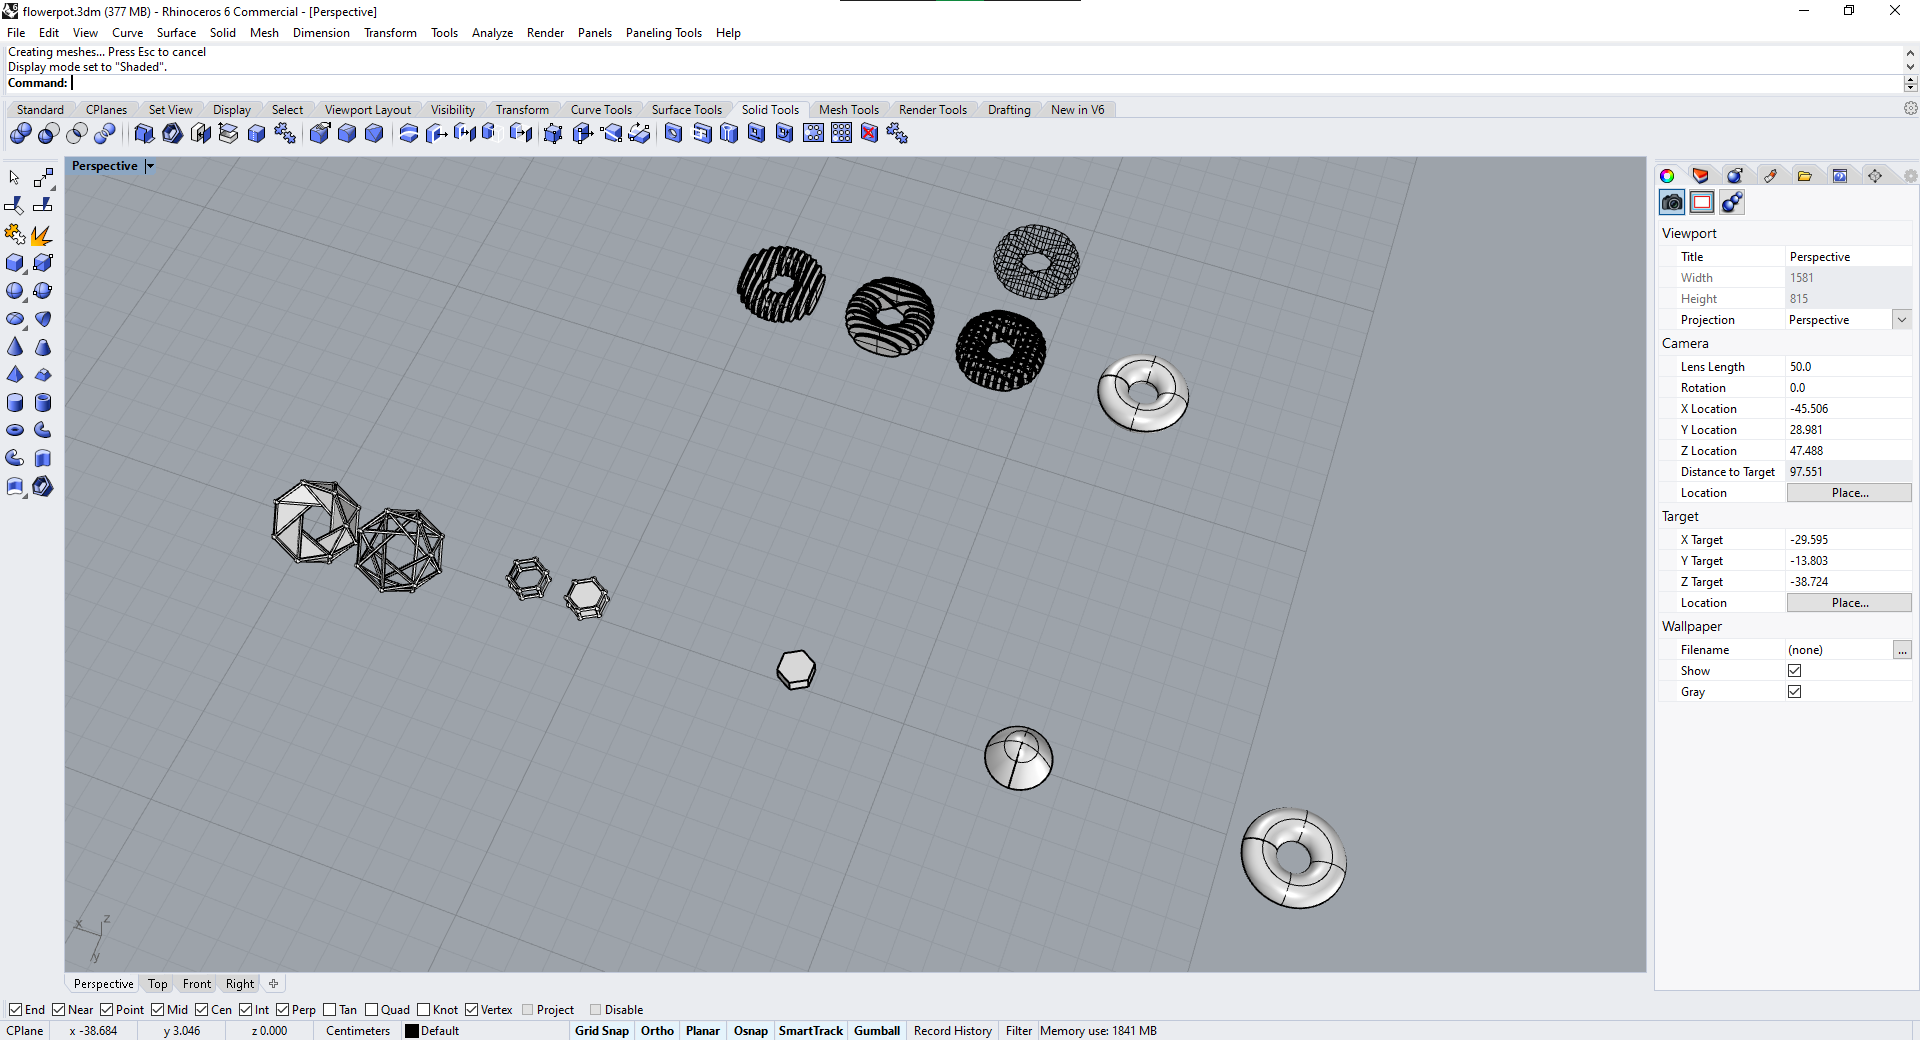 flowerpot.3dm (377 MB) - Rhinoceros 6 Commercial - [Perspective]
File Edit View Curve Surface Solid Mesh Dimension Transform Tools Analyze Render Panels Paneling Tools Help
Creating meshes... Press Esc to cancel
Display mode set to "Shaded".
Command:
Standard CPlanes Set View Display Select Viewport Layout Visibility Transform Curve Tools Surface Tools Solid Tools Mesh Tools Render Tools Drafting New in V6
Perspective
Viewport
Title Perspective
Width 1581
Height 815
Projection Perspective
Camera
Lens Length 50.0
Rotation 0.0
X Location -45.506
Y Location 28.981
Z Location 47.488
Distance to Target 97.551
Location Place...
Target
X Target -29.595
Y Target -13.803
Z Target -38.724
Location Place...
Wallpaper
Filename (none) ...
Show
Gray
z
x
y
Perspective Top Front Right
End Near Point Mid Cen Int Perp Tan Quad Knot Vertex Project Disable
CPlane x -38.684 y 3.046 z 0.000 Centimeters Default Grid Snap Ortho Planar Osnap SmartTrack Gumball Record History Filter Memory use: 1841 MB